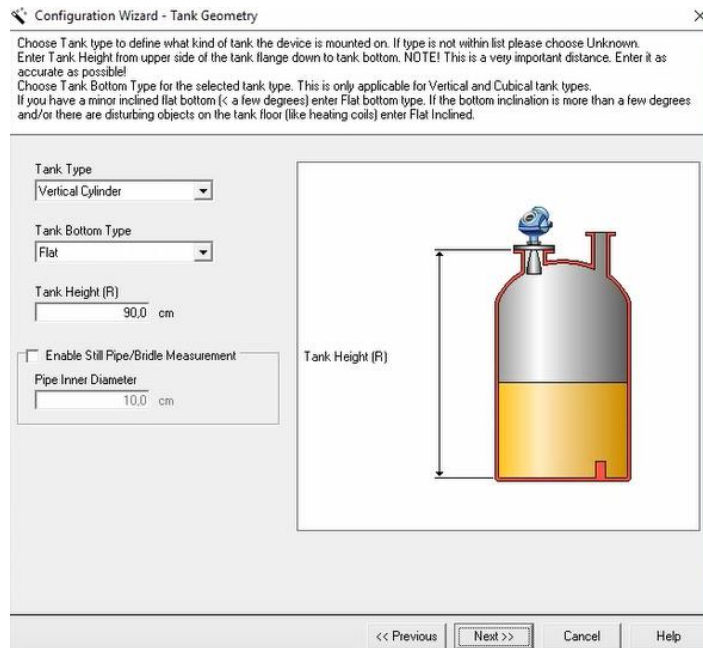 Configuration Wizard - Tank Geometry
Choose Tank type to define what kind of tank the device is mounted on. If type is not within list please choose Unknown.
Enter Tank Height from upper side of the tank flange down to tank bottom. NOTE! This is a very important distance. Enter it as
accurate as possible!
Choose Tank Bottom Type for the selected tank type. This is only applicable for Vertical and Cubical tank types.
If you have a minor inclined flat bottom (< a few degrees) enter Flat bottom type. If the bottom inclination is more than a few degrees
and/or there are disturbing objects on the tank floor (like heating coils) enter Flat Inclined.
Tank Type
Vertical Cylinder
Tank Bottom Type
Flat
Tank Height (R)
90,0 cm
Enable Still Pipe/Bridle Measurement
Pipe Inner Diameter
10,0 cm
Tank Height (R)
<< Previous
Next >>
Cancel
Help